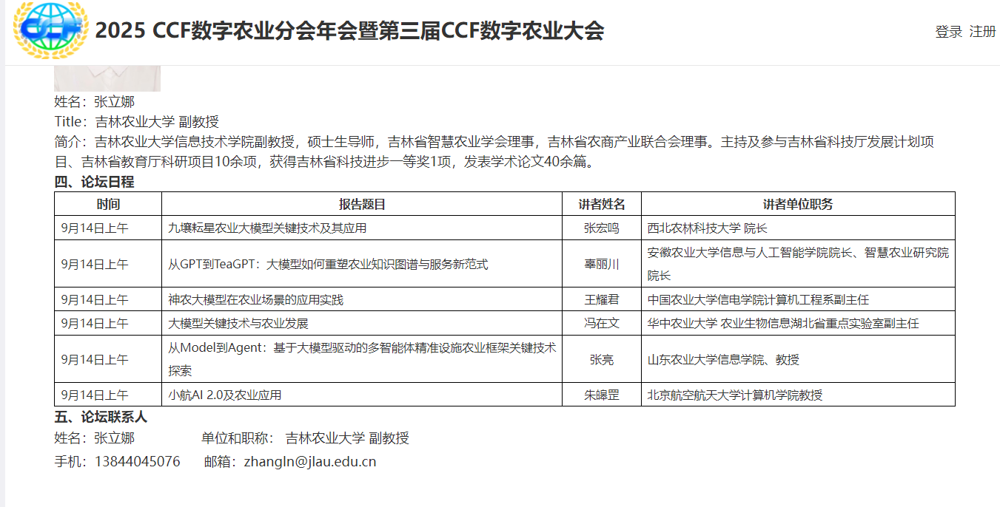 CCF
2025 CCF数字农业分会年会暨第三届CCF数字农业大会
登录 注册
姓名：张立娜
Title：吉林农业大学 副教授
简介：吉林农业大学信息技术学院副教授，硕士生导师，吉林省智慧农业学会理事，吉林省农商产业联合会理事。主持及参与吉林省科技厅发展计划项
目、吉林省教育厅科研项目10余项，获得吉林省科技进步一等奖1项，发表学术论文40余篇。
四、论坛日程
时间 报告题目 讲者姓名 讲者单位职务
9月14日上午 九壤耘星农业大模型关键技术及其应用 张宏鸣 西北农林科技大学 院长
9月14日上午 从GPT到TeaGPT：大模型如何重塑农业知识图谱与服务新范式 辜丽川 安徽农业大学信息与人工智能学院院长、智慧农业研究院
院长
9月14日上午 神农大模型在农业场景的应用实践 王耀君 中国农业大学信电学院计算机工程系副主任
9月14日上午 大模型关键技术与农业发展 冯在文 华中农业大学 农业生物信息湖北省重点实验室副主任
9月14日上午 从Model到Agent：基于大模型驱动的多智能体精准设施农业框架关键技术
探索 张亮 山东农业大学信息学院、教授
9月14日上午 小航AI 2.0及农业应用 朱皞罡 北京航空航天大学计算机学院教授
五、论坛联系人
姓名：张立娜 单位和职称： 吉林农业大学 副教授
手机：13844045076 邮箱：zhangln@jlau.edu.cn